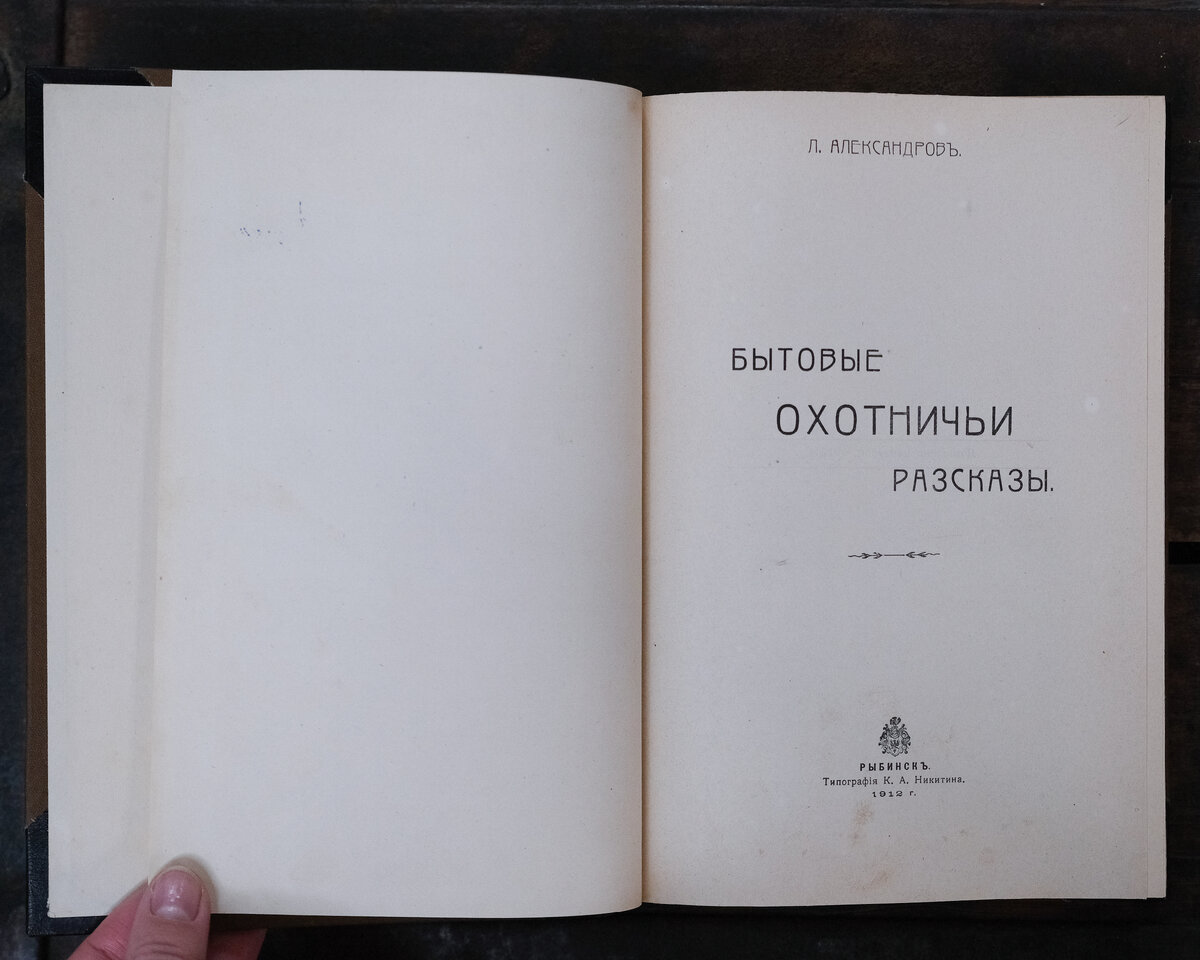 Л. АЛЕКСАНДРОВЪ.
БЫТОВЫЕ
ОХОТНИЧЬИ
РАЗСКАЗЫ.
РЫБИНСКЪ.
Типографія К. А. Никитина.
1912 г.